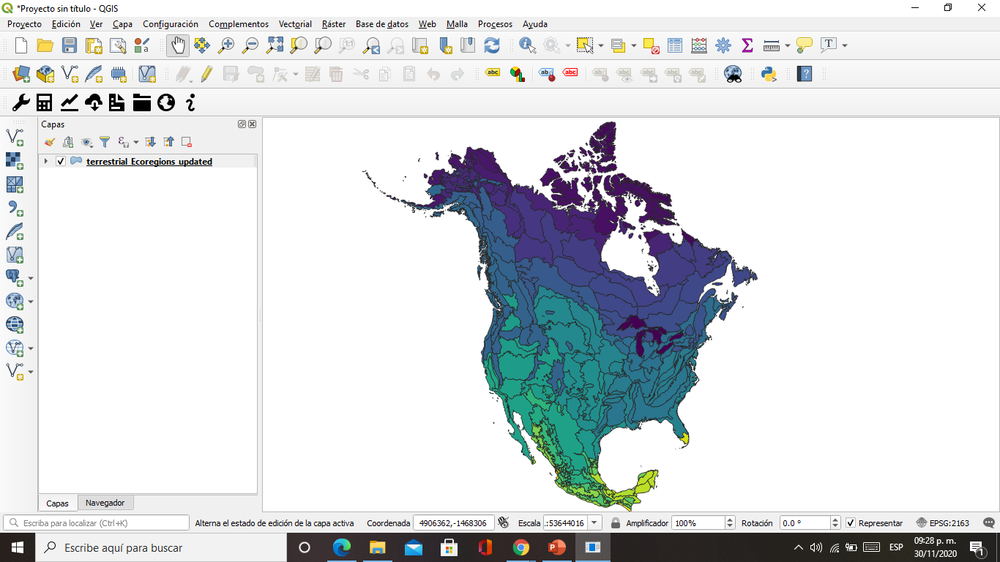 *Proyecto sin título - QGIS
Proyecto Edición Ver Capa Configuración Complementos Vectorial Ráster Base de datos Web Malla Procesos Ayuda
Capas
terrestrial_Ecoregions_updated
Capas Navegador
Escriba para localizar (Ctrl+K) Alterna el estado de edición de la capa activa Coordenada 4906362,-1468306 Escala .:53644016 Amplificador 100% Rotación 0.0 ° Representar EPSG:2163
Escribe aquí para buscar
ESP
09:28 p. m.
30/11/2020
1